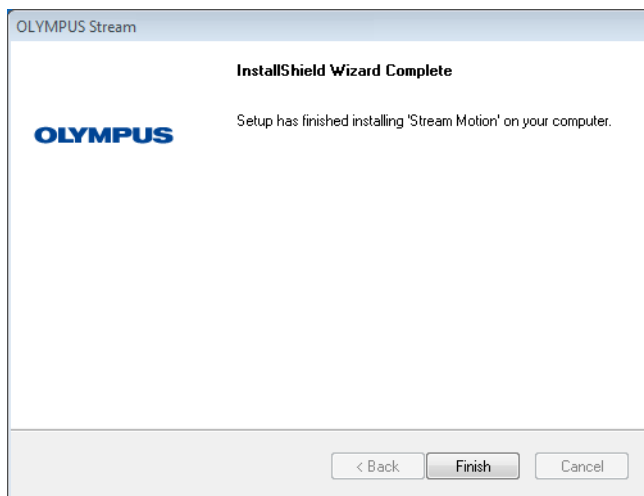 OLYMPUS Stream
InstallShield Wizard Complete
OLYMPUS
Setup has finished installing 'Stream Motion' on your computer.
< Back
Finish
Cancel